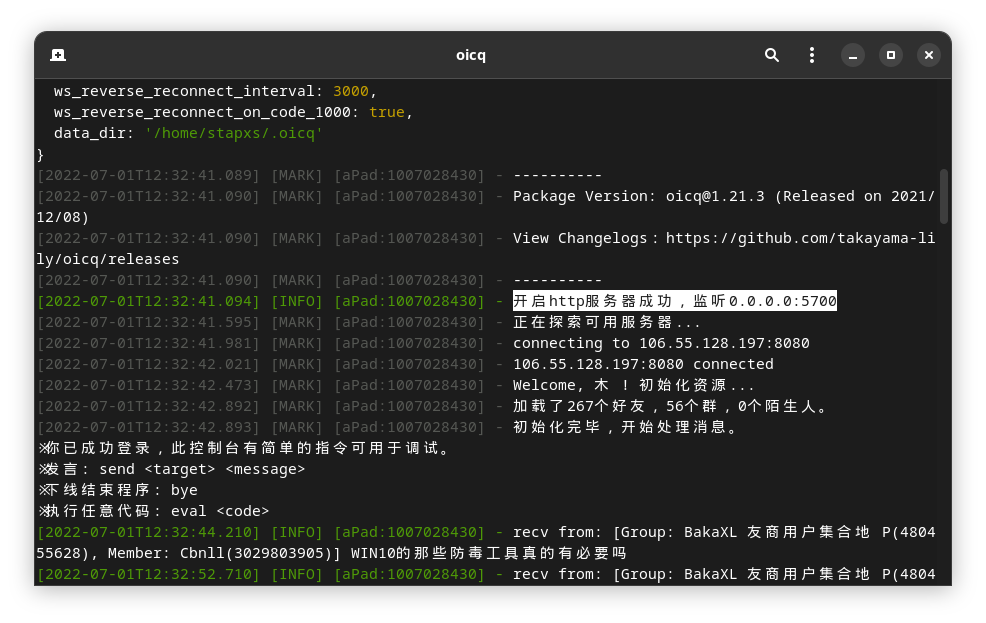 oicq
ws_reverse_reconnect_interval: 3000,
ws_reverse_reconnect_on_code_1000: true,
data_dir: '/home/stapxs/.oicq'
}
[2022-07-01T12:32:41.089] [MARK] [aPad:1007028430] - ----------
[2022-07-01T12:32:41.090] [MARK] [aPad:1007028430] - Package Version: oicq@1.21.3 (Released on 2021/
12/08)
[2022-07-01T12:32:41.090] [MARK] [aPad:1007028430] - View Changelogs：https://github.com/takayama-li
ly/oicq/releases
[2022-07-01T12:32:41.090] [MARK] [aPad:1007028430] - ----------
[2022-07-01T12:32:41.094] [INFO] [aPad:1007028430] - 开启http服务器成功，监听0.0.0.0:5700
[2022-07-01T12:32:41.595] [MARK] [aPad:1007028430] - 正在探索可用服务器...
[2022-07-01T12:32:41.981] [MARK] [aPad:1007028430] - connecting to 106.55.128.197:8080
[2022-07-01T12:32:42.021] [MARK] [aPad:1007028430] - 106.55.128.197:8080 connected
[2022-07-01T12:32:42.473] [MARK] [aPad:1007028430] - Welcome, 木 ！初始化资源...
[2022-07-01T12:32:42.892] [MARK] [aPad:1007028430] - 加载了267个好友，56个群，0个陌生人。
[2022-07-01T12:32:42.893] [MARK] [aPad:1007028430] - 初始化完毕，开始处理消息。
※你已成功登录，此控制台有简单的指令可用于调试。
※发言: send <target> <message>
※下线结束程序: bye
※执行任意代码: eval <code>
[2022-07-01T12:32:44.210] [INFO] [aPad:1007028430] - recv from: [Group: BakaXL 友商用户集合地 P(4804
55628), Member: Cbnll(3029803905)] WIN10的那些防毒工具真的有必要吗
[2022-07-01T12:32:52.710] [INFO] [aPad:1007028430] - recv from: [Group: BakaXL 友商用户集合地 P(4804